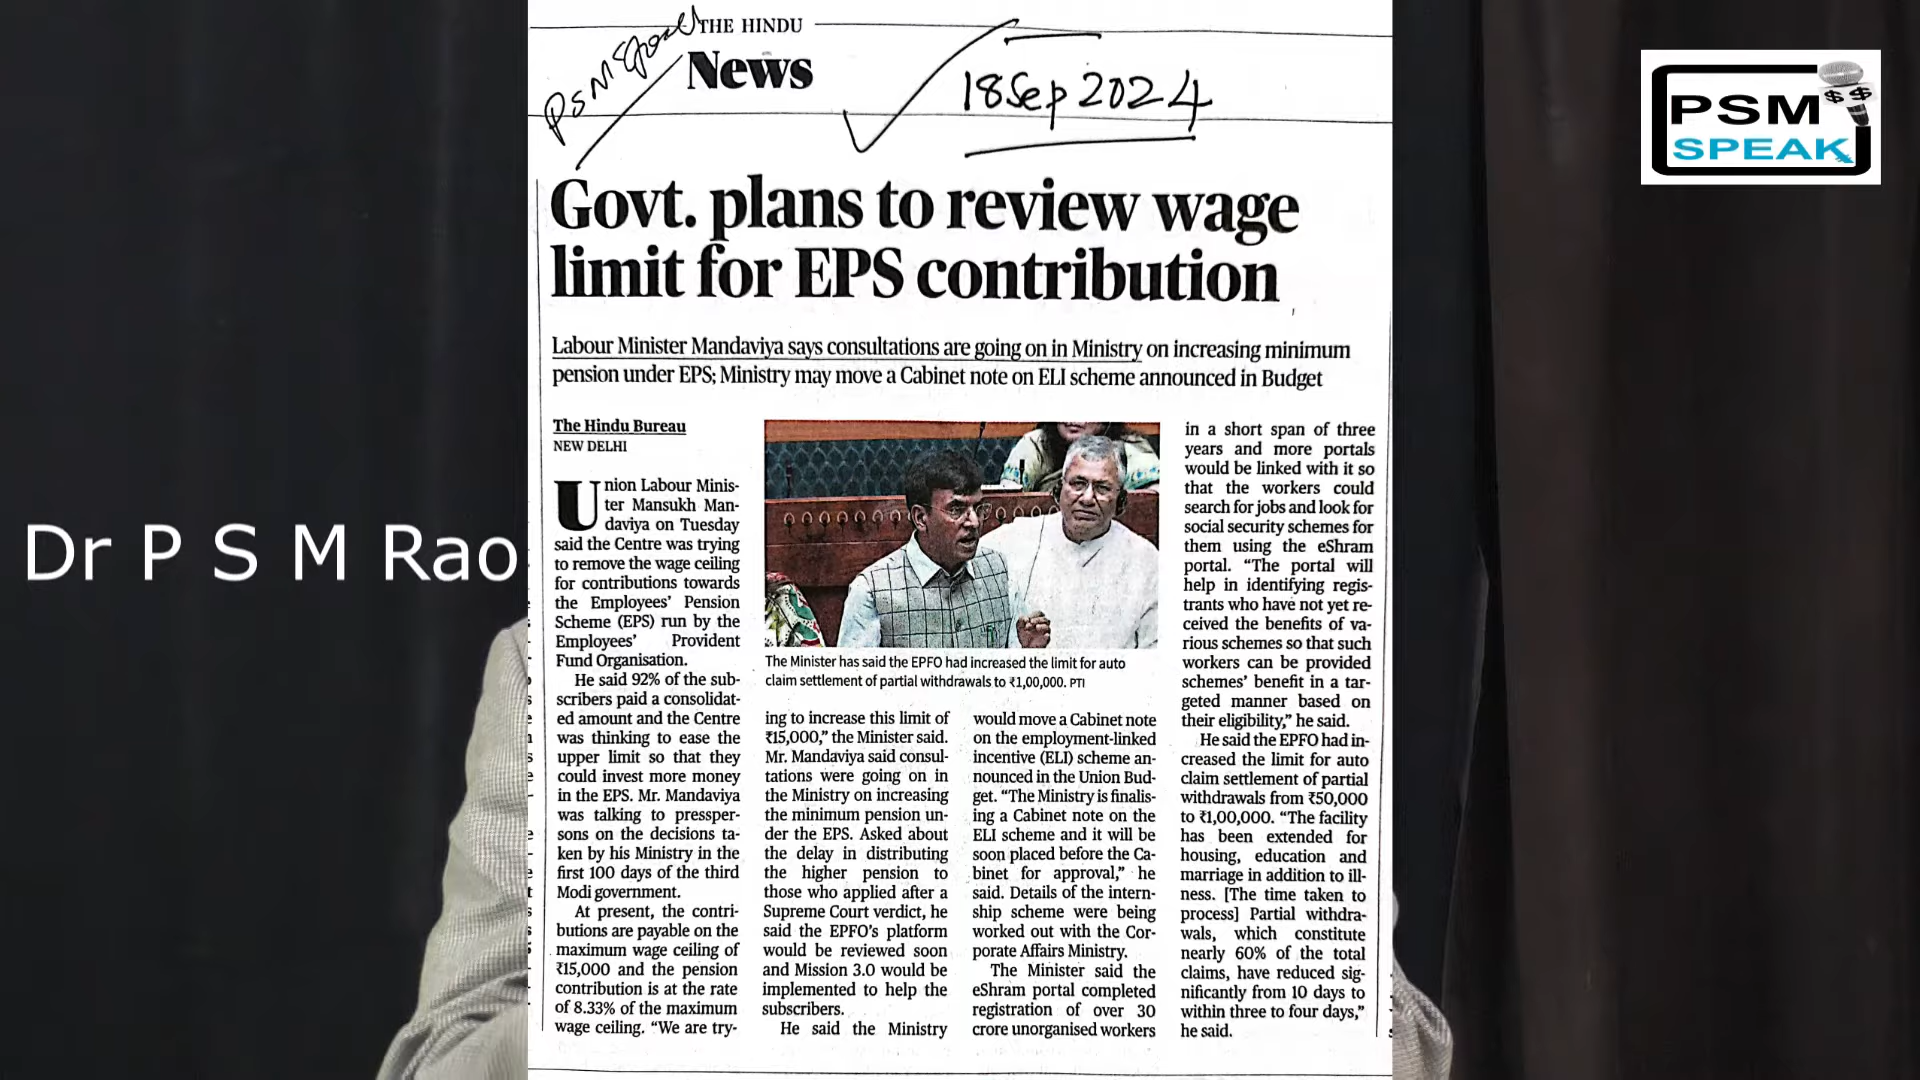 PSM Speak
THE HINDU
News
18 Sep 2024
PSM
SPEAK
Dr P S M Rao
Govt. plans to review wage
limit for EPS contribution
Labour Minister Mandaviya says consultations are going on in Ministry on increasing minimum
pension under EPS; Ministry may move a Cabinet note on ELI scheme announced in Budget
The Hindu Bureau
NEW DELHI
Union Labour Minis-
ter Mansukh Man-
daviya on Tuesday
said the Centre was trying
to remove the wage ceiling
for contributions towards
the Employees' Pension
Scheme (EPS) run by the
Employees' Provident
Fund Organisation.
He said 92% of the sub-
scribers paid a consolidat-
ed amount and the Centre
was thinking to ease the
upper limit so that they
could invest more money
in the EPS. Mr. Mandaviya
was talking to pressper-
sons on the decisions ta-
ken by his Ministry in the
first 100 days of the third
Modi government.
At present, the contri-
butions are payable on the
maximum wage ceiling of
₹15,000 and the pension
contribution is at the rate
of 8.33% of the maximum
wage ceiling. "We are try-
The Minister has said the EPFO had increased the limit for auto
claim settlement of partial withdrawals to ₹1,00,000. PTI
ing to increase this limit of
₹15,000," the Minister said.
Mr. Mandaviya said consul-
tations were going on in
the Ministry on increasing
the minimum pension un-
der the EPS. Asked about
the delay in distributing
the higher pension to
those who applied after a
Supreme Court verdict, he
said the EPFO's platform
would be reviewed soon
and Mission 3.0 would be
implemented to help the
subscribers.
He said the Ministry
would move a Cabinet note
on the employment-linked
incentive (ELI) scheme an-
nounced in the Union Bud-
get. "The Ministry is finalis-
ing a Cabinet note on the
ELI scheme and it will be
soon placed before the Ca-
binet for approval," he
said. Details of the intern-
ship scheme were being
worked out with the Cor-
porate Affairs Ministry.
The Minister said the
eShram portal completed
registration of over 30
crore unorganised workers
in a short span of three
years and more portals
would be linked with it so
that the workers could
search for jobs and look for
social security schemes for
them using the eShram
portal. "The portal will
help in identifying regis-
trants who have not yet re-
ceived the benefits of va-
rious schemes so that such
workers can be provided
schemes' benefit in a tar-
geted manner based on
their eligibility," he said.
He said the EPFO had in-
creased the limit for auto
claim settlement of partial
withdrawals from ₹50,000
to ₹1,00,000. "The facility
has been extended for
housing, education and
marriage in addition to ill-
ness. [The time taken to
process] Partial withdra-
wals, which constitute
nearly 60% of the total
claims, have reduced sig-
nificantly from 10 days to
within three to four days,"
he said.